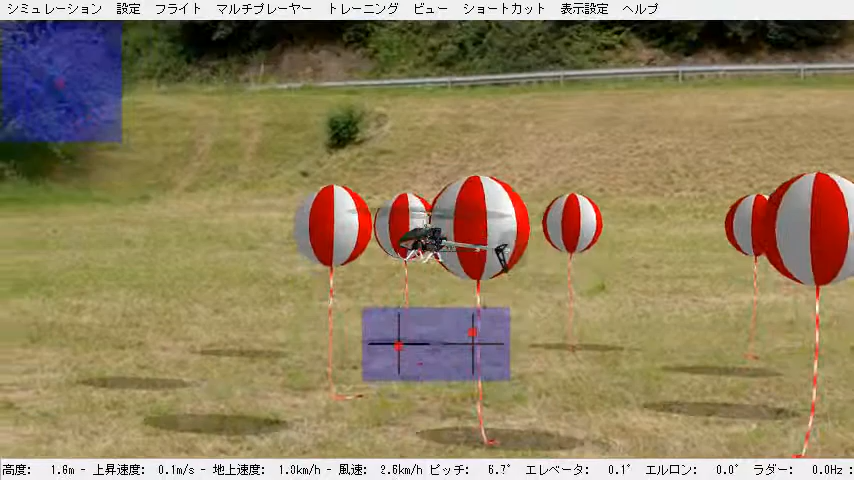 シミュレーション 設定 フライト マルチプレーヤー トレーニング ビュー ショートカット 表示設定 ヘルプ
高度: 1.6m - 上昇速度: 0.1m/s - 地上速度: 1.9km/h - 風速: 2.6km/h ピッチ: 6.7° エレベータ: 0.1° エルロン: 0.0° ラダー: 0.0Hz :